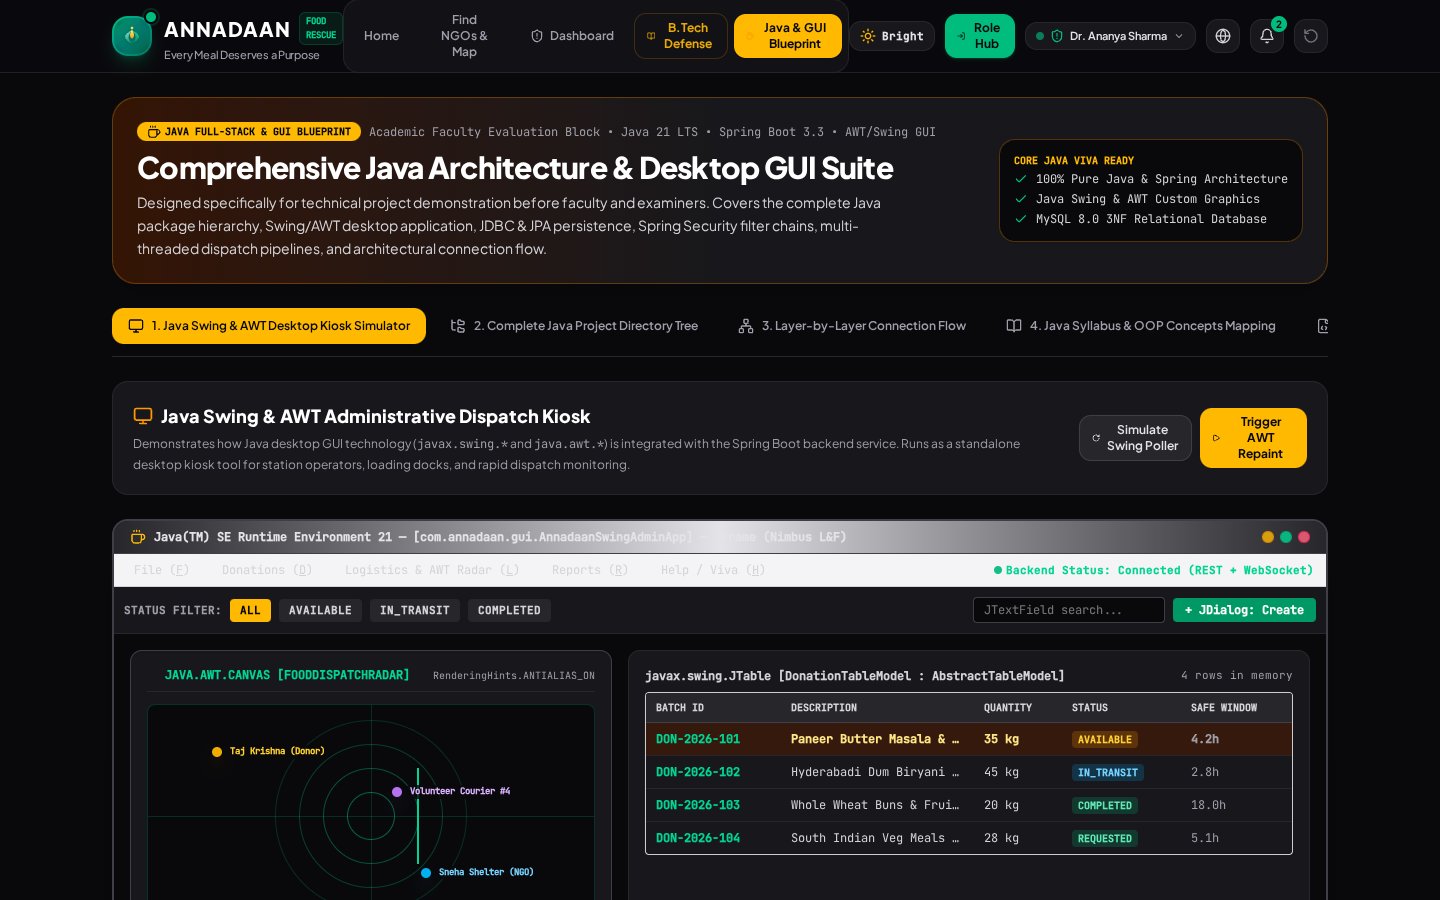 ANNADAAN
FOOD RESCUE
Every Meal Deserves a Purpose
Home
Find NGOs & Map
Dashboard
B.Tech Defense
Java & GUI Blueprint
Bright
Role Hub
Dr. Ananya Sharma
2
JAVA FULL-STACK & GUI BLUEPRINT
Academic Faculty Evaluation Block • Java 21 LTS • Spring Boot 3.3 • AWT/Swing GUI
Comprehensive Java Architecture & Desktop GUI Suite
Designed specifically for technical project demonstration before faculty and examiners. Covers the complete Java
package hierarchy, Swing/AWT desktop application, JDBC & JPA persistence, Spring Security filter chains, multi-
threaded dispatch pipelines, and architectural connection flow.
CORE JAVA VIVA READY
100% Pure Java & Spring Architecture
Java Swing & AWT Custom Graphics
MySQL 8.0 3NF Relational Database
1. Java Swing & AWT Desktop Kiosk Simulator
2. Complete Java Project Directory Tree
3. Layer-by-Layer Connection Flow
4. Java Syllabus & OOP Concepts Mapping
Java Swing & AWT Administrative Dispatch Kiosk
Demonstrates how Java desktop GUI technology (javax.swing.* and java.awt.*) is integrated with the Spring Boot backend service. Runs as a standalone
desktop kiosk tool for station operators, loading docks, and rapid dispatch monitoring.
Simulate Swing Poller
Trigger AWT Repaint
Java(TM) SE Runtime Environment 21 — [com.annadaan.gui.AnnadaanSwingAdminApp] — JFrame (Nimbus L&F)
File (F)
Donations (D)
Logistics & AWT Radar (L)
Reports (R)
Help / Viva (H)
Backend Status: Connected (REST + WebSocket)
STATUS FILTER:
ALL
AVAILABLE
IN_TRANSIT
COMPLETED
JTextField search...
+ JDialog: Create
JAVA.AWT.CANVAS [FOODDISPATCHRADAR]
RenderingHints.ANTIALIAS_ON
Taj Krishna (Donor)
Volunteer Courier #4
Sneha Shelter (NGO)
javax.swing.JTable [DonationTableModel : AbstractTableModel]
4 rows in memory
BATCH ID DESCRIPTION QUANTITY STATUS SAFE WINDOW
DON-2026-101 Paneer Butter Masala & … 35 kg AVAILABLE 4.2h
DON-2026-102 Hyderabadi Dum Biryani … 45 kg IN_TRANSIT 2.8h
DON-2026-103 Whole Wheat Buns & Frui… 20 kg COMPLETED 18.0h
DON-2026-104 South Indian Veg Meals … 28 kg REQUESTED 5.1h